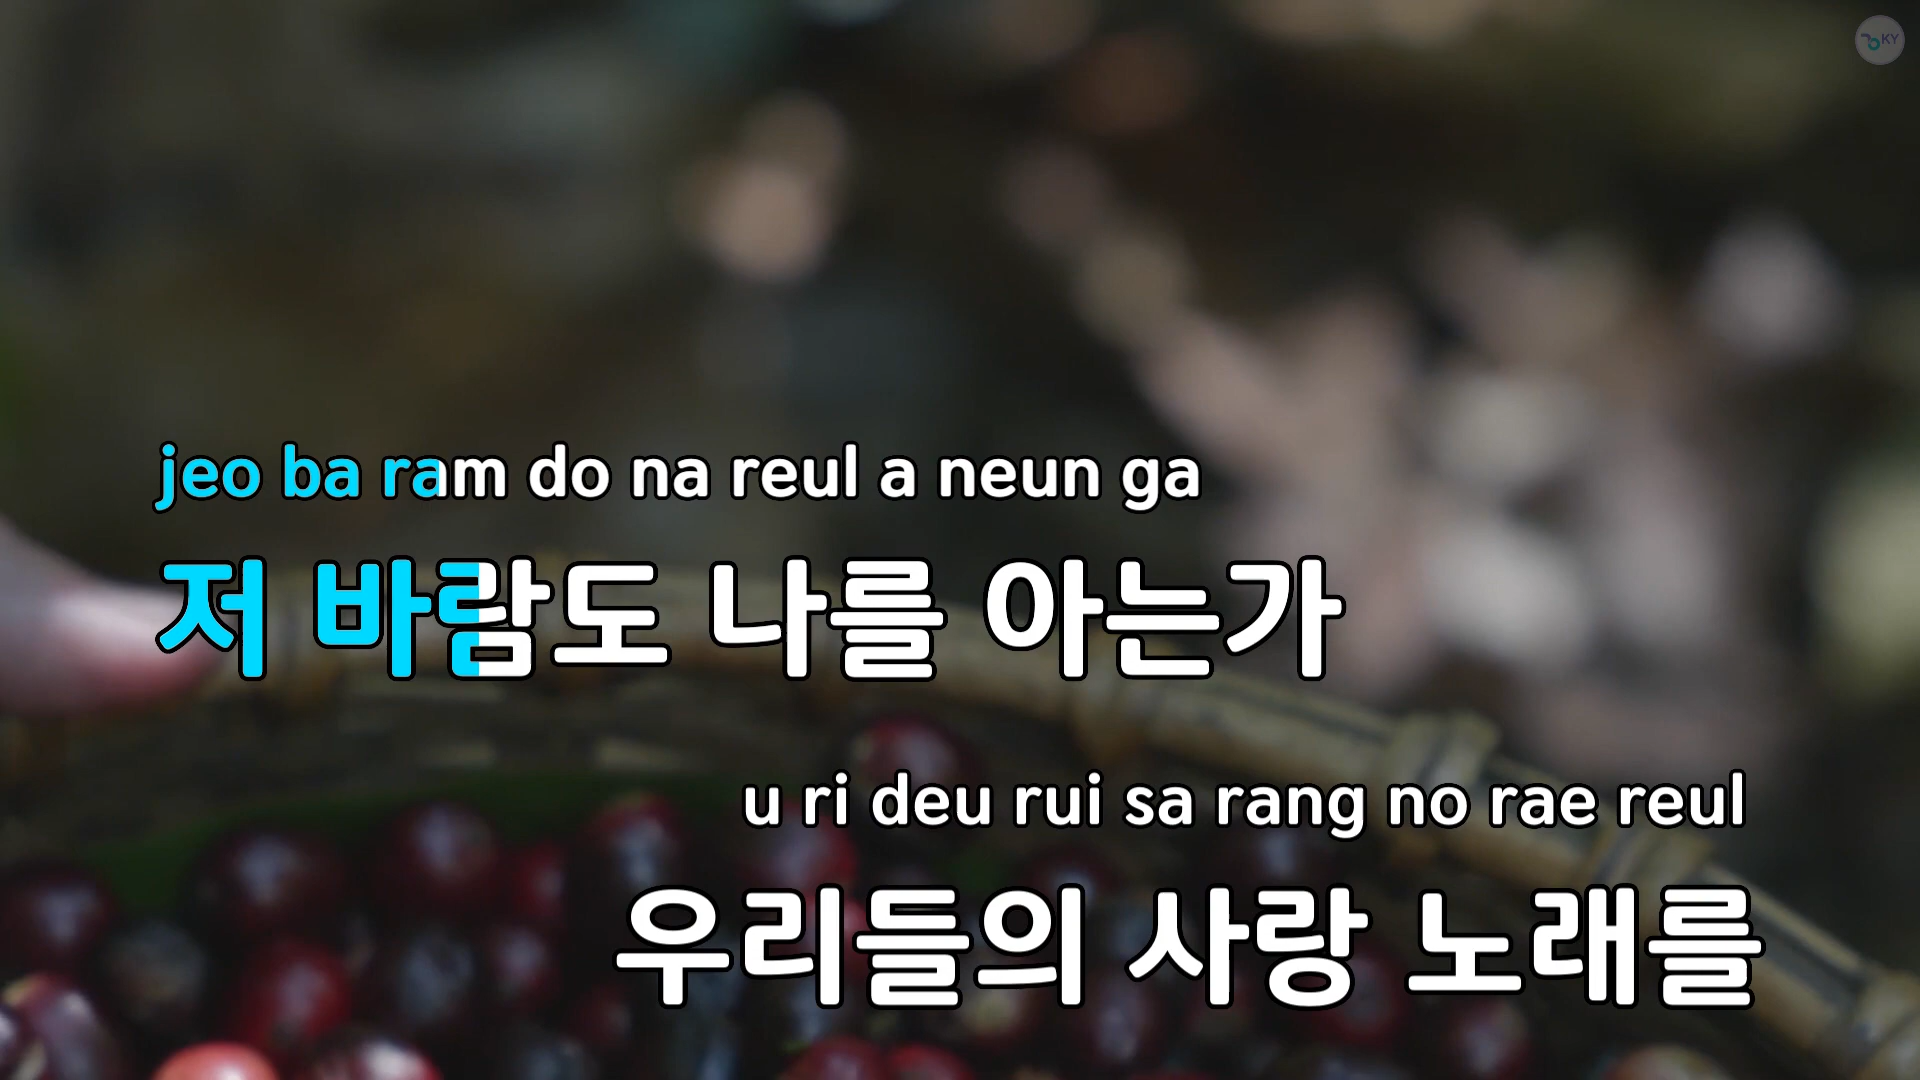 KY
jeo ba ram do na reul a neun ga
저 바람도 나를 아는가
u ri deu rui sa rang no rae reul
우리들의 사랑 노래를